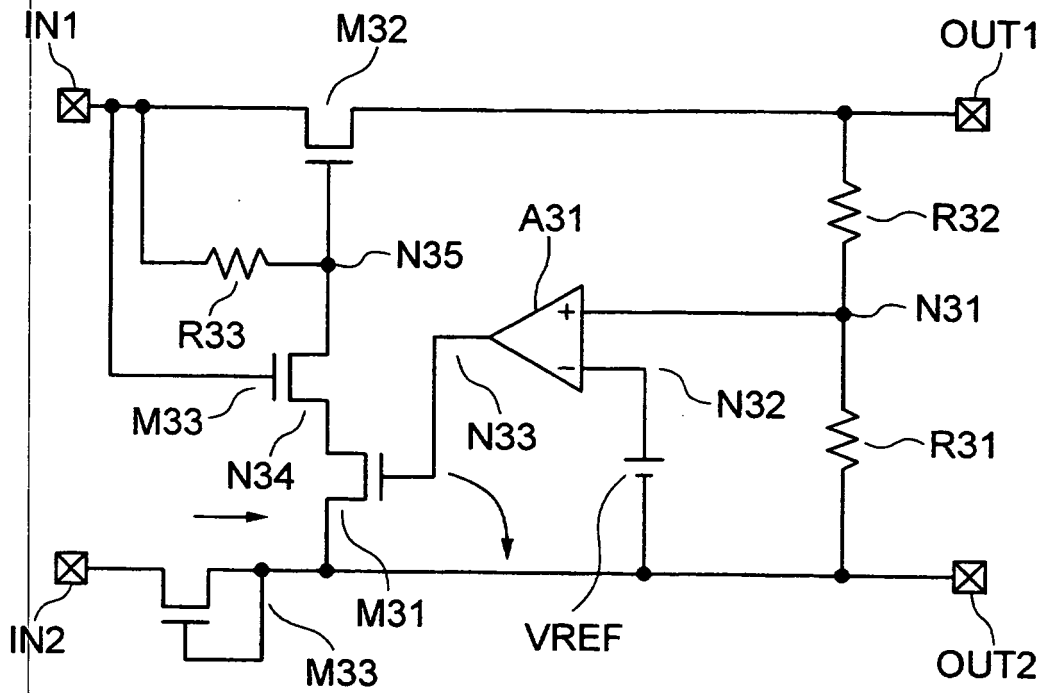 IN1
M32
OUT1
A31
R32
N35
N31
R33
M33
N33
N32
R31
N34
IN2
M31
VREF
M33
OUT2
+
−